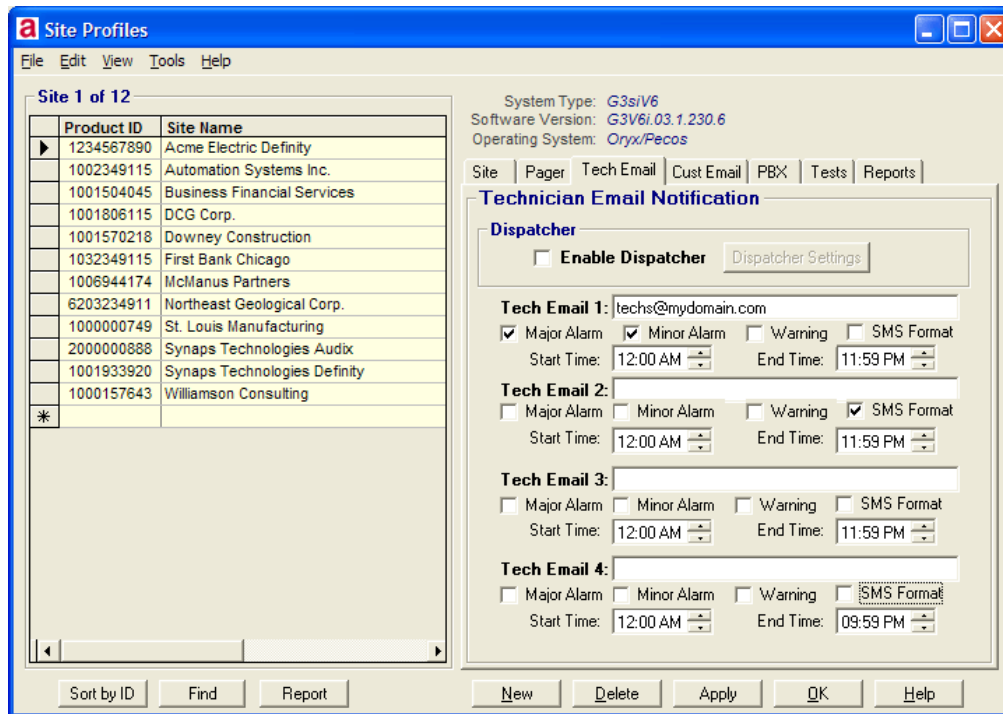 a Site Profiles
File Edit View Tools Help
Site 1 of 12
Product ID Site Name
1234567890 Acme Electric Definity
1002349115 Automation Systems Inc.
1001504045 Business Financial Services
1001806115 DCG Corp.
1001570218 Downey Construction
1032349115 First Bank Chicago
1006944174 McManus Partners
6203234911 Northeast Geological Corp.
1000000749 St. Louis Manufacturing
2000000888 Synaps Technologies Audix
1001933920 Synaps Technologies Definity
1000157643 Williamson Consulting
Sort by ID Find Report
System Type: G3siV6
Software Version: G3V6i.03.1.230.6
Operating System: Oryx/Pecos
Site Pager Tech Email Cust Email PBX Tests Reports
Technician Email Notification
Dispatcher
Enable Dispatcher Dispatcher Settings
Tech Email 1: techs@mydomain.com
Major Alarm Minor Alarm Warning SMS Format
Start Time: 12:00 AM End Time: 11:59 PM
Tech Email 2:
Major Alarm Minor Alarm Warning SMS Format
Start Time: 12:00 AM End Time: 11:59 PM
Tech Email 3:
Major Alarm Minor Alarm Warning SMS Format
Start Time: 12:00 AM End Time: 11:59 PM
Tech Email 4:
Major Alarm Minor Alarm Warning SMS Format
Start Time: 12:00 AM End Time: 09:59 PM
New Delete Apply OK Help